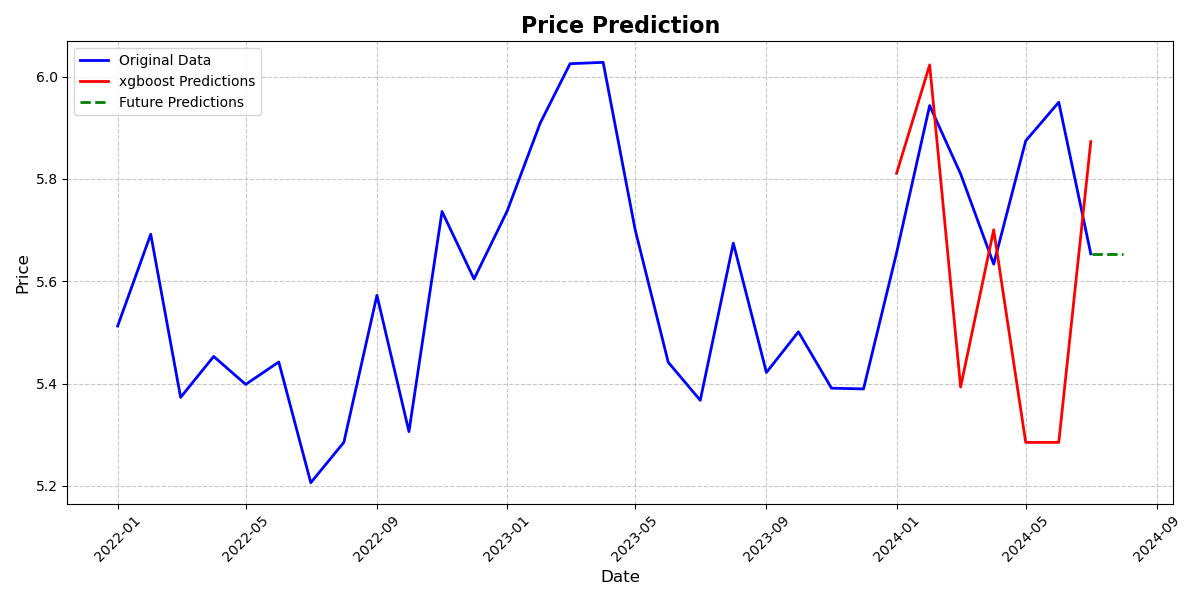 Price Prediction
Original Data
xgboost Predictions
Future Predictions
Price
6.0
5.8
5.6
5.4
5.2
2022-01
2022-05
2022-09
2023-01
2023-05
2023-09
2024-01
2024-05
2024-09
Date